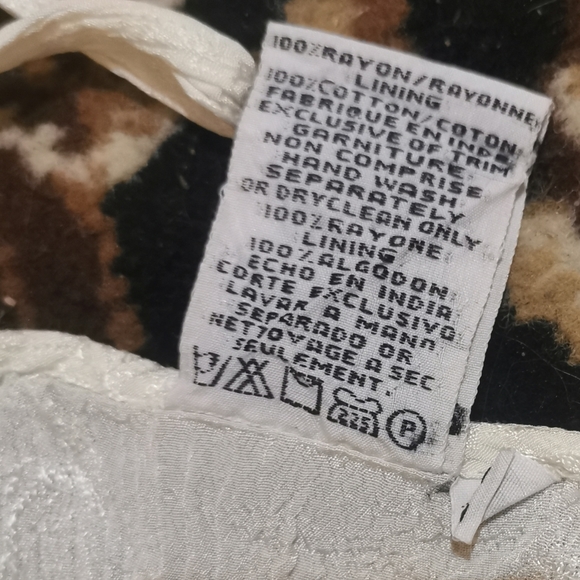 100%RAYON/RAYONNE
LINING
100%COTTON/COTON
FABRIQUE EN INDE
EXCLUSIVE OF TRIM
GARNITURE
NON COMPRISE
HAND WASH
SEPARATELY
OR DRYCLEAN ONLY
100%RAYONE
LINING
100%ALGODON
ECHO EN INDIA
CORTE EXCLUSIVO
LAVAR A MANO
SEPARADO OR
NETTOYAGE A SEC
SEULEMENT.
225 P